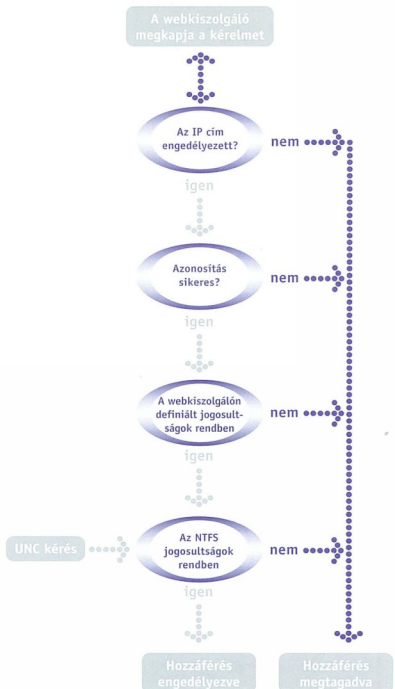 A webkiszolgáló
megkapja a kérelmet
Az IP cím
engedélyezett?
nem
igen
Azonosítás
sikeres?
nem
igen
A webkiszolgálón
definiált jogosult-
ságok rendben
nem
igen
UNC kérés
Az NTFS
jogosultságok
rendben
nem
igen
Hozzáférés
engedélyezve
Hozzáférés
megtagadva